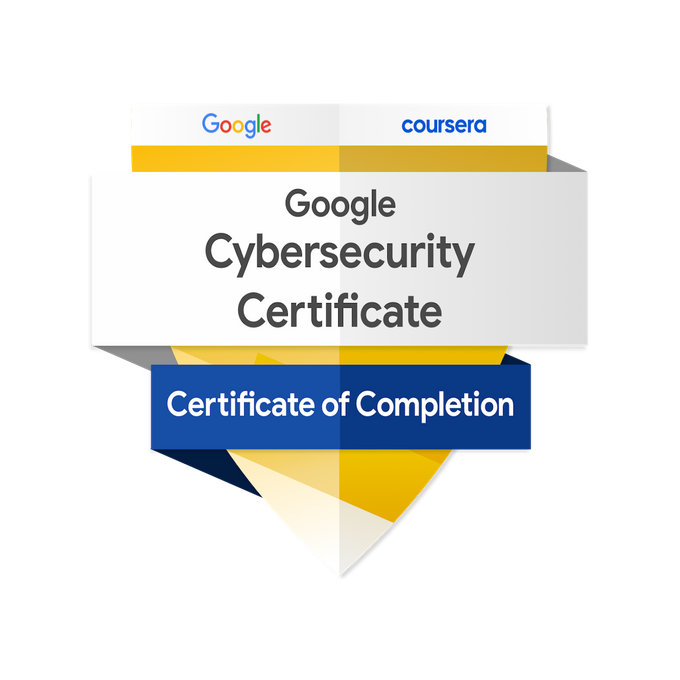 Google coursera
Google
Cybersecurity
Certificate
Certificate of Completion